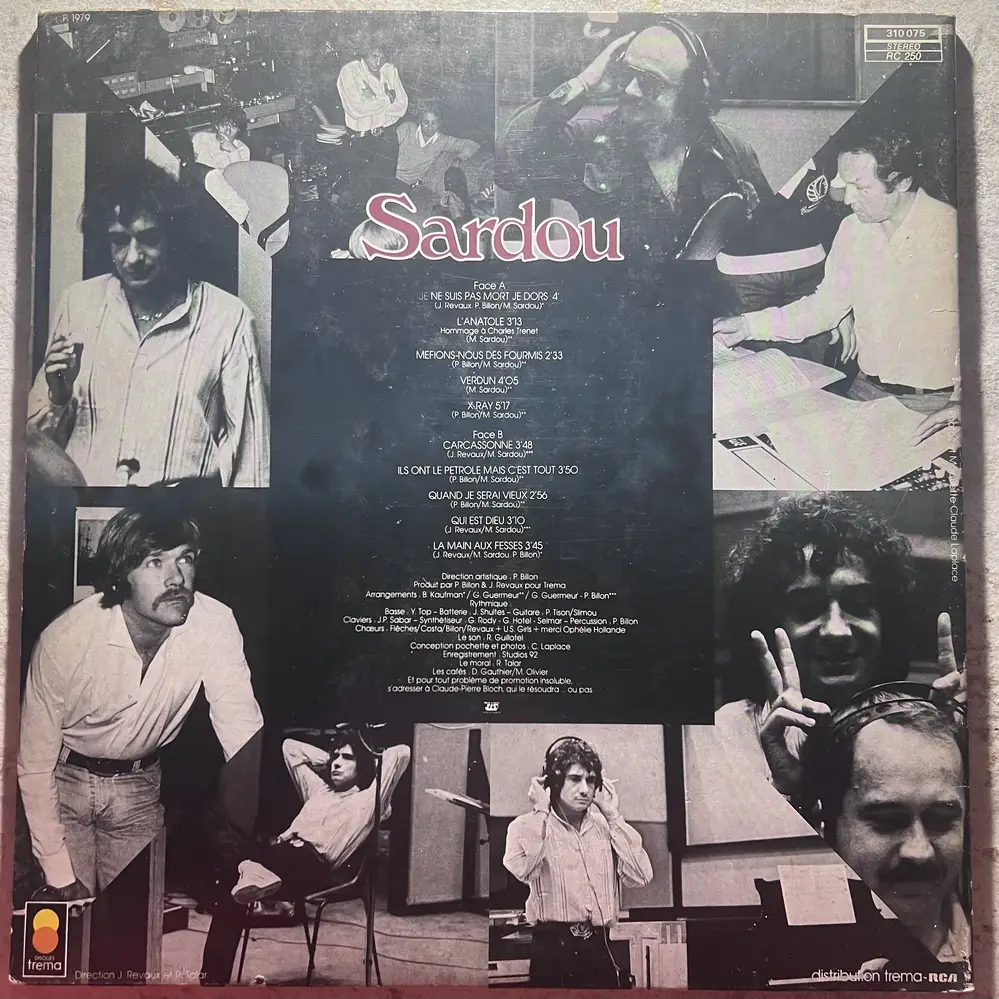 P 1979
310 075
STEREO
RC 250
Sardou
Face A
JE NE SUIS PAS MORT JE DORS 4'
(J. Revaux. P. Billon/M. Sardou)*
L'ANATOLE 3'13
Hommage à Charles Trenet
(M. Sardou)**
MEFIONS-NOUS DES FOURMIS 2'33
(P. Billon/M. Sardou)**
VERDUN 4'05
(M. Sardou)**
X-RAY 5'17
(P. Billon/M. Sardou)**
Face B
CARCASSONNE 3'48
(J. Revaux/M. Sardou)***
ILS ONT LE PETROLE MAIS C'EST TOUT 3'50
(P. Billon/M. Sardou)**
QUAND JE SERAI VIEUX 2'56
(P. Billon/M. Sardou)**
QUI EST DIEU 3'10
(J. Revaux/M. Sardou)***
LA MAIN AUX FESSES 3'45
(J. Revaux/M. Sardou. P. Billon)*
Direction artistique : P. Billon
Produit par P. Billon & J. Revaux pour Trema
Arrangements : B. Kaufman* / G. Guermeur** / G. Guermeur - P. Billon***
Rythmique :
Basse : Y. Top – Batterie : J. Shultes – Guitare : P. Tison/Slimou
Claviers : J.P. Sabar – Synthétiseur : G. Rody - G. Hotel - Selmar – Percussion : P. Billon
Chœurs : Flèches/Costa/Billon/Revaux + U.S. Girls + merci Ophélie Hollande
Le son : R. Guillotel
Conception pochette et photos : C. Laplace
Enregistrement : Studios 92
Le moral : R. Talar
Les cafés : D. Gauthier/M. Olivier
Et pour tout problème de promotion insoluble,
s'adresser à Claude-Pierre Bloch, qui le résoudra ... ou pas
Claude Laplace
DISQUES
trema
Direction J. Revaux et R. Talar
distribution trema-RCA